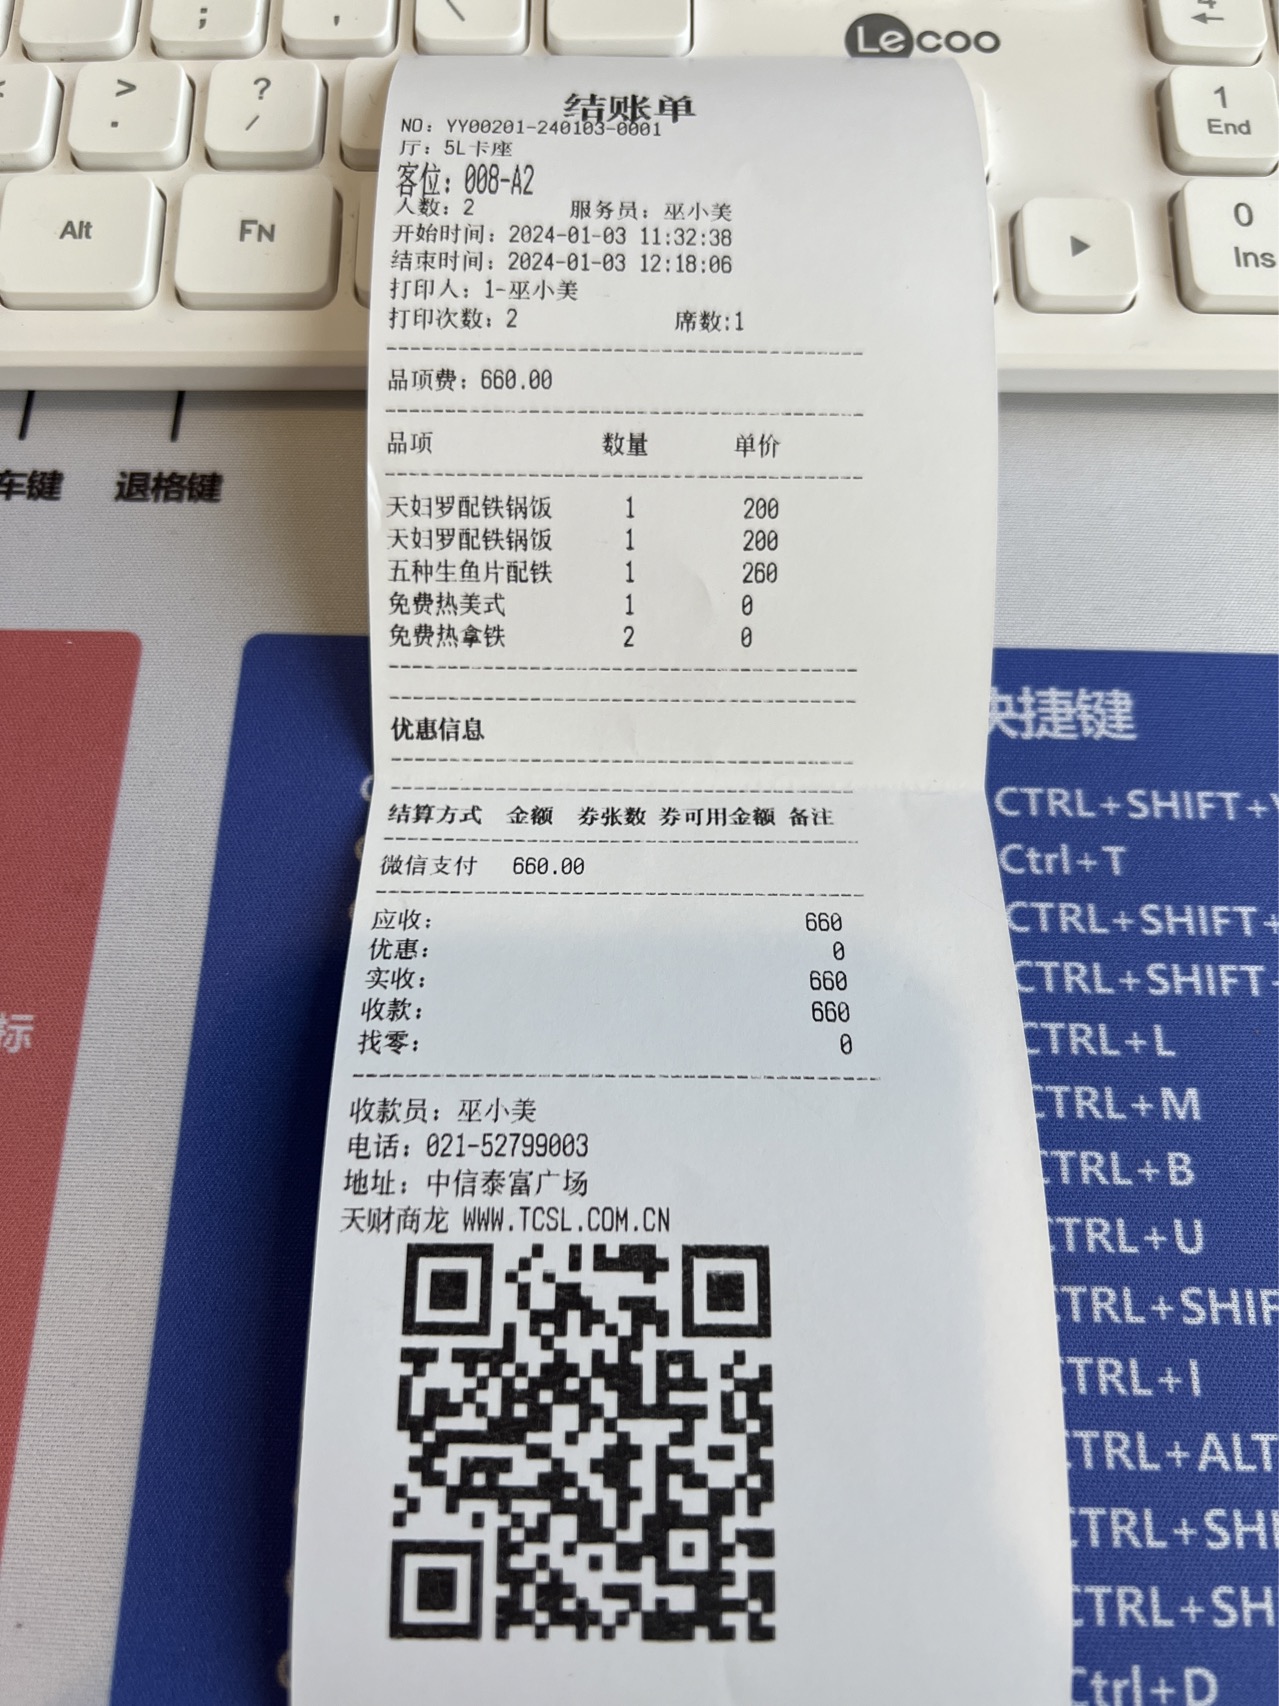 ;
,
\
Lecoo
4
←
>
.
?
/
1
End
Alt
FN
▶
0
Ins
结账单
NO: YY00201-240103-0001
厅: 5L卡座
客位: 008-A2
人数: 2 服务员: 巫小美
开始时间: 2024-01-03 11:32:38
结束时间: 2024-01-03 12:18:06
打印人: 1-巫小美
打印次数: 2 席数:1
品项费: 660.00
品项 数量 单价
天妇罗配铁锅饭 1 200
天妇罗配铁锅饭 1 200
五种生鱼片配铁 1 260
免费热美式 1 0
免费热拿铁 2 0
优惠信息
结算方式 金额 券张数 券可用金额 备注
微信支付 660.00
应收: 660
优惠: 0
实收: 660
收款: 660
找零: 0
收款员: 巫小美
电话: 021-52799003
地址: 中信泰富广场
天财商龙 WWW.TCSL.COM.CN
车键 退格键
标
快捷键
CTRL+SHIFT+
Ctrl+T
CTRL+SHIFT+
CTRL+SHIFT+
CTRL+L
CTRL+M
CTRL+B
CTRL+U
CTRL+SHIF
CTRL+I
CTRL+ALT
CTRL+SHI
CTRL+SH
Ctrl+D